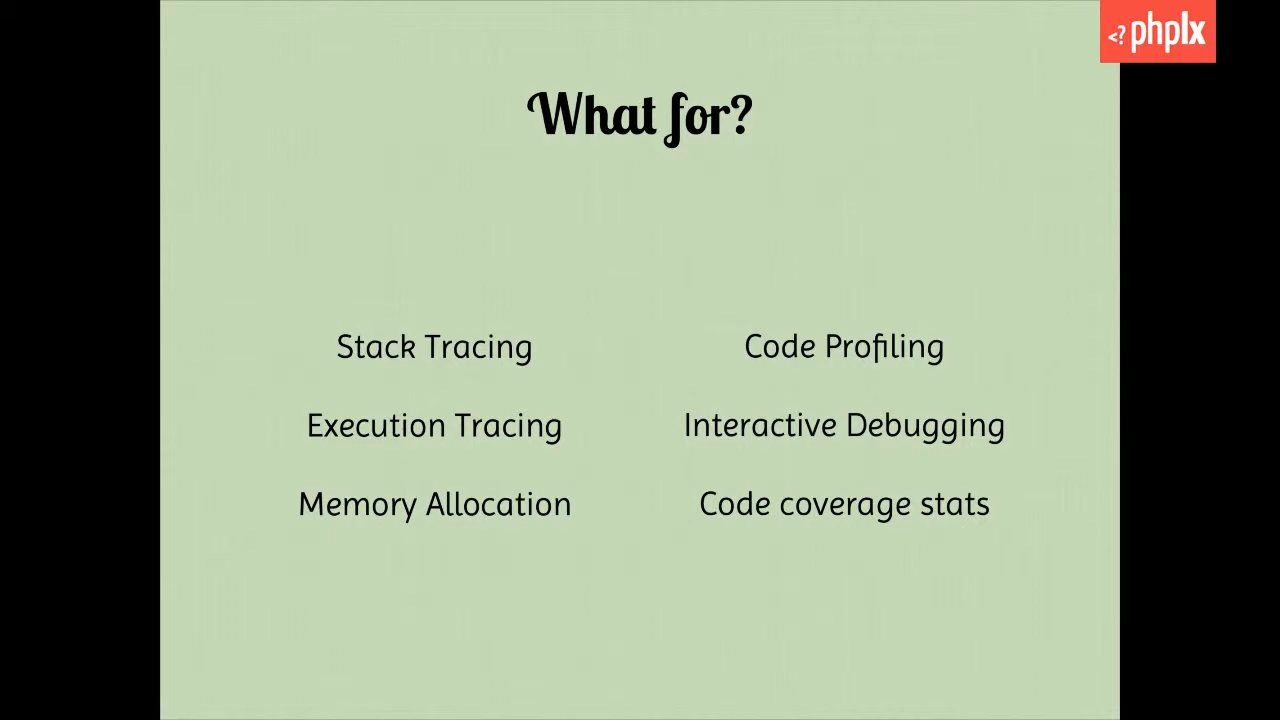 <? phplx
What for?
Stack Tracing
Execution Tracing
Memory Allocation
Code Profiling
Interactive Debugging
Code coverage stats